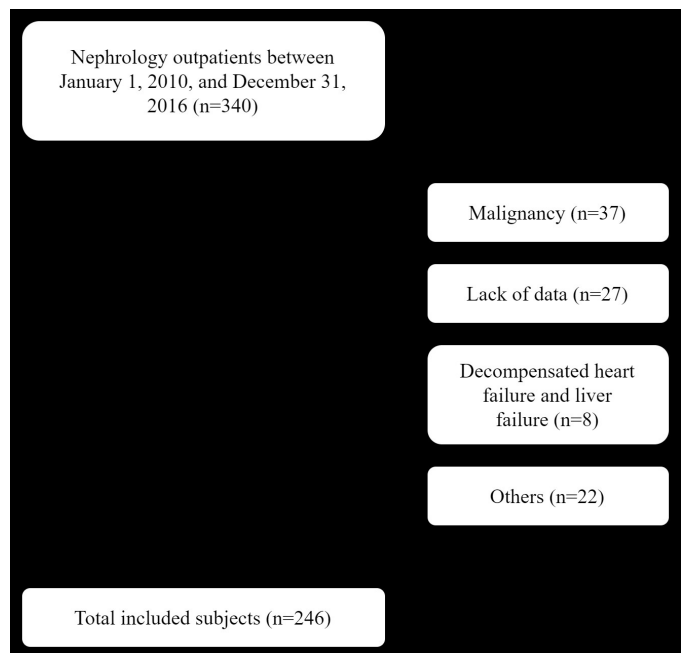 Nephrology outpatients between
January 1, 2010, and December 31,
2016 (n=340)
Malignancy (n=37)
Lack of data (n=27)
Decompensated heart
failure and liver
failure (n=8)
Others (n=22)
Total included subjects (n=246)